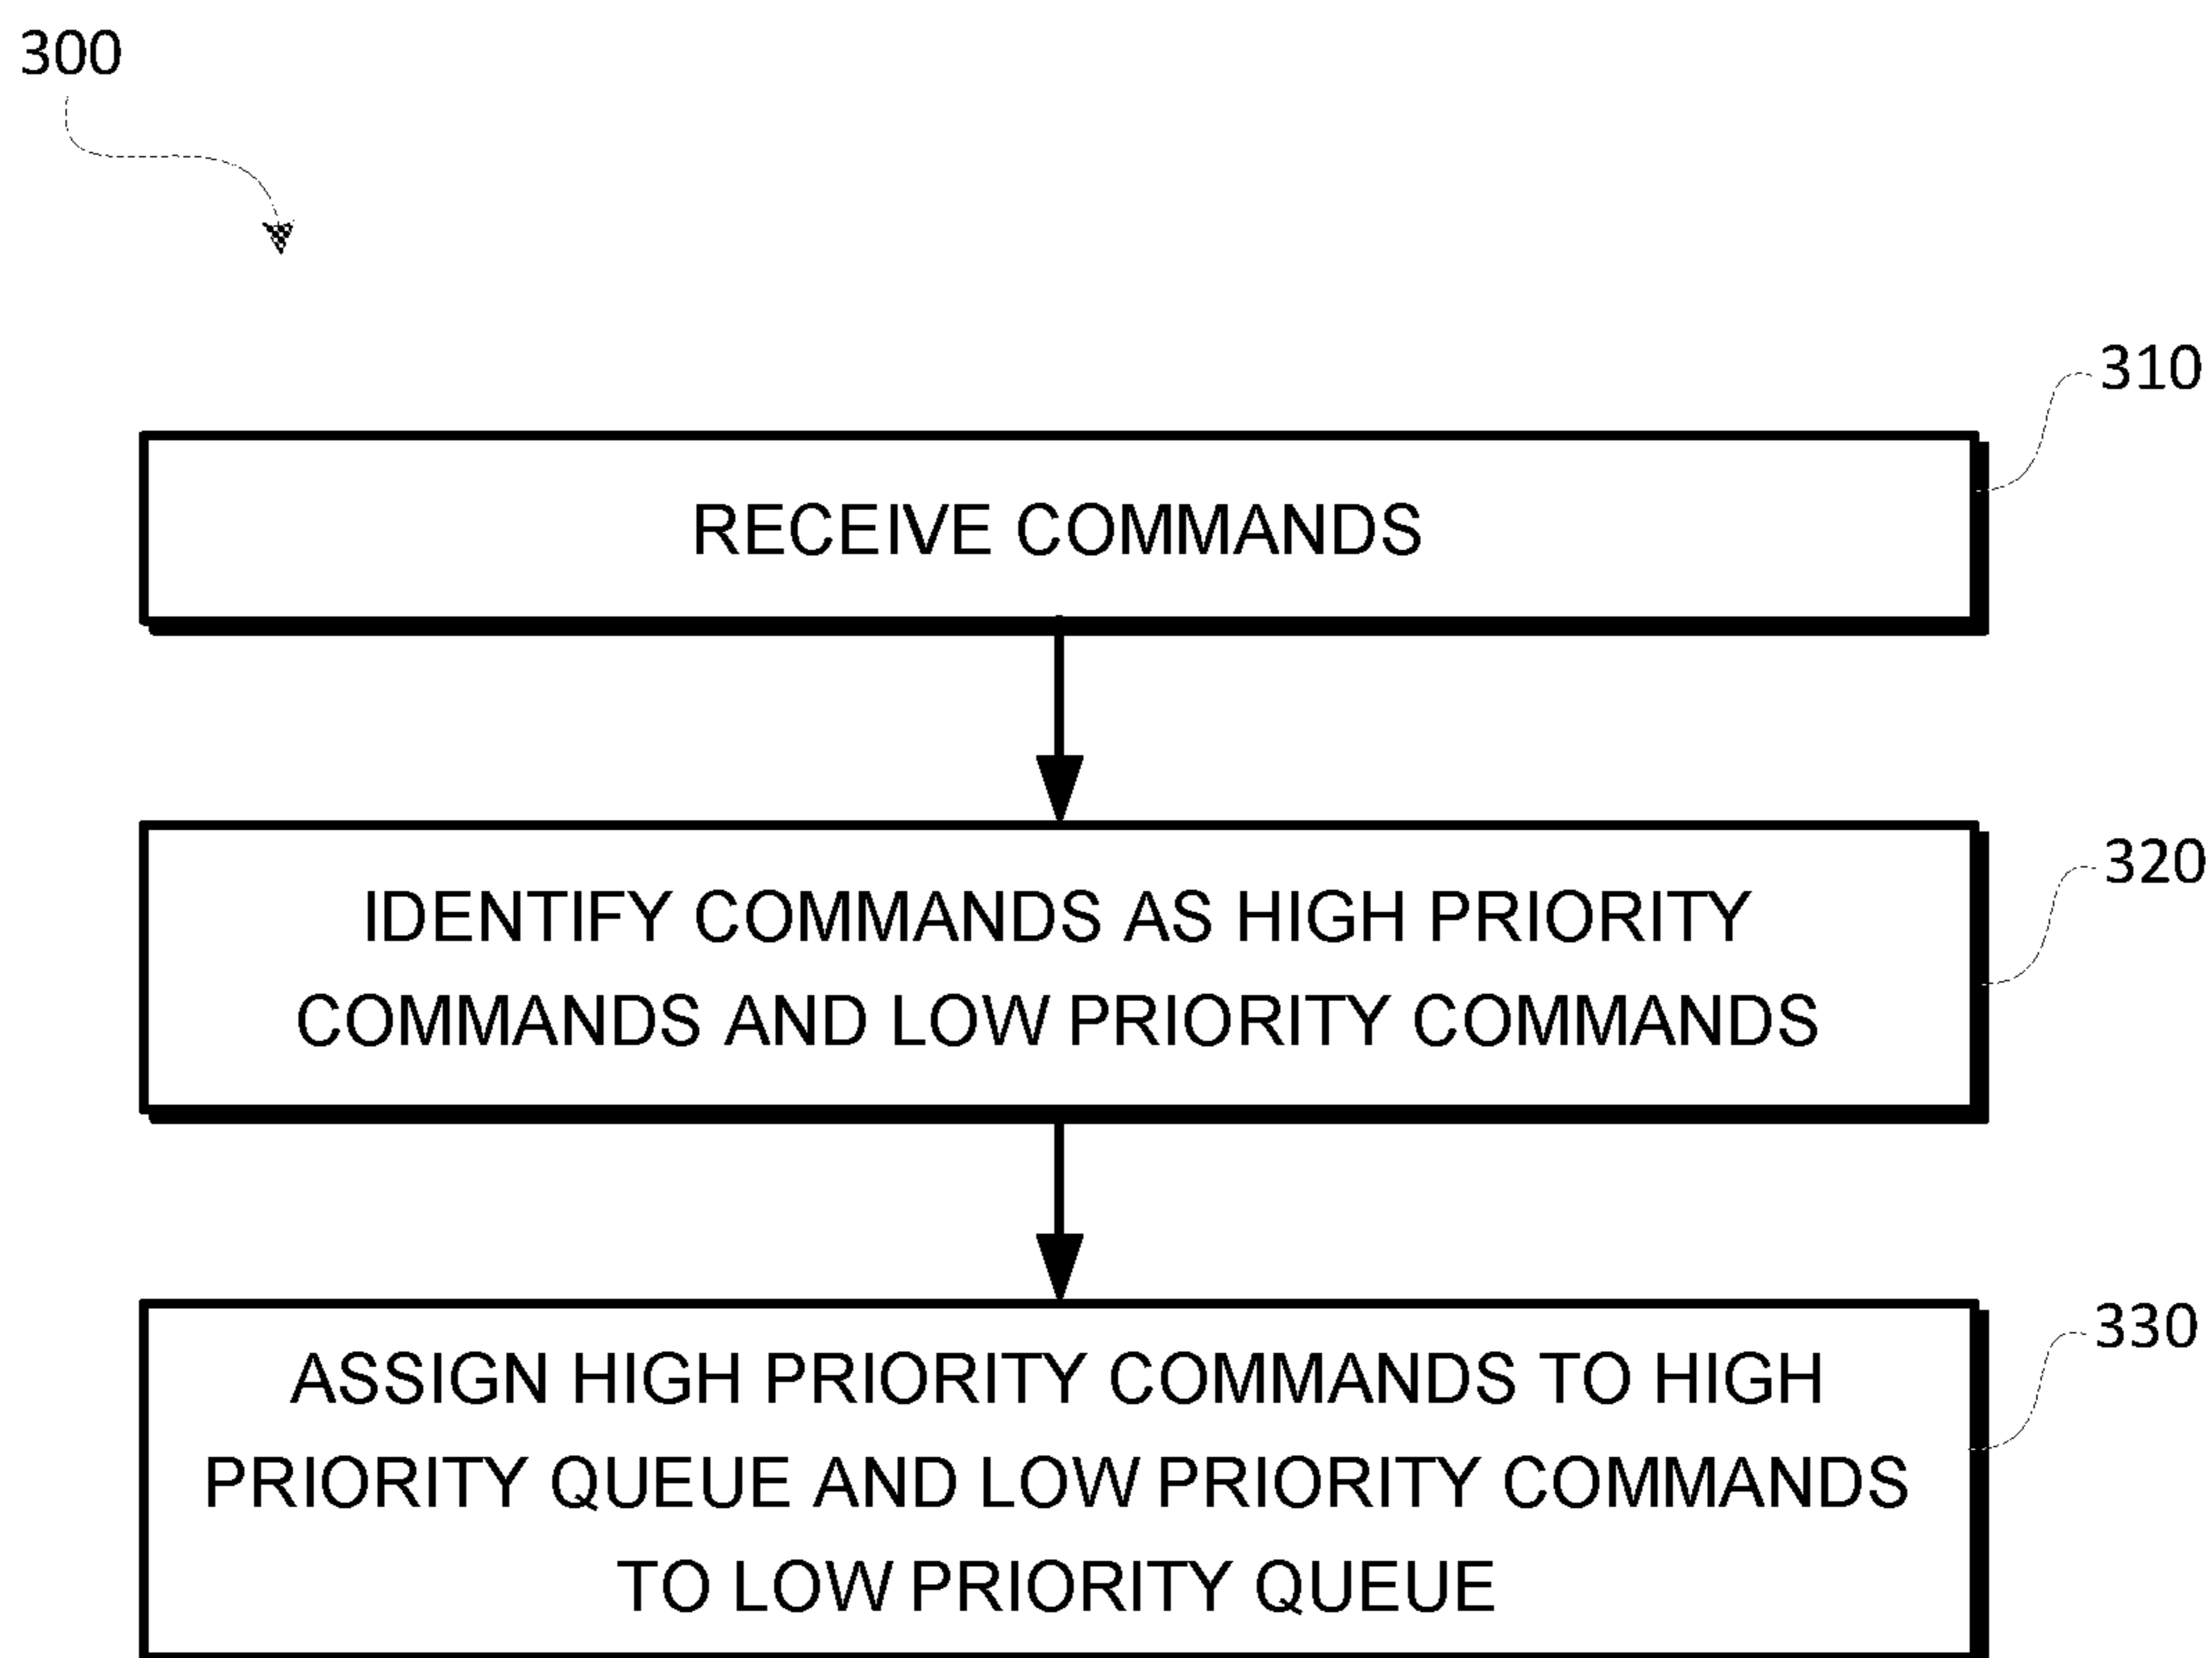 300
310
RECEIVE COMMANDS
320
IDENTIFY COMMANDS AS HIGH PRIORITY
COMMANDS AND LOW PRIORITY COMMANDS
330
ASSIGN HIGH PRIORITY COMMANDS TO HIGH
PRIORITY QUEUE AND LOW PRIORITY COMMANDS
TO LOW PRIORITY QUEUE